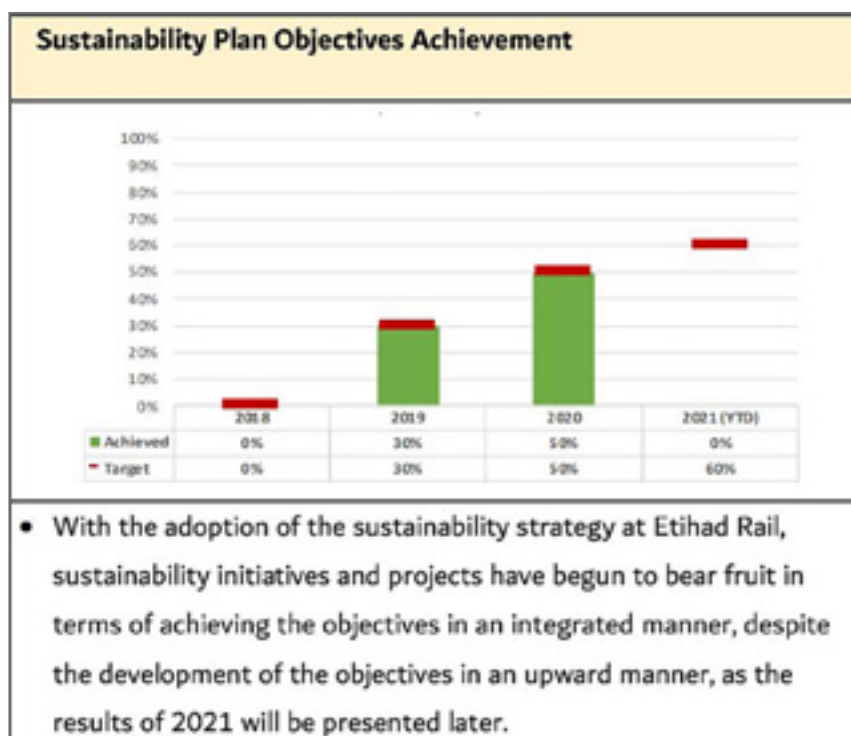 Sustainability Plan Objectives Achievement
100%
90%
80%
70%
60%
50%
40%
30%
20%
10%
0%
2018 2019 2020 2021 (YTD)
Achieved 0% 30% 50% 0%
Target 0% 30% 50% 60%
• With the adoption of the sustainability strategy at Etihad Rail,
sustainability initiatives and projects have begun to bear fruit in
terms of achieving the objectives in an integrated manner, despite
the development of the objectives in an upward manner, as the
results of 2021 will be presented later.